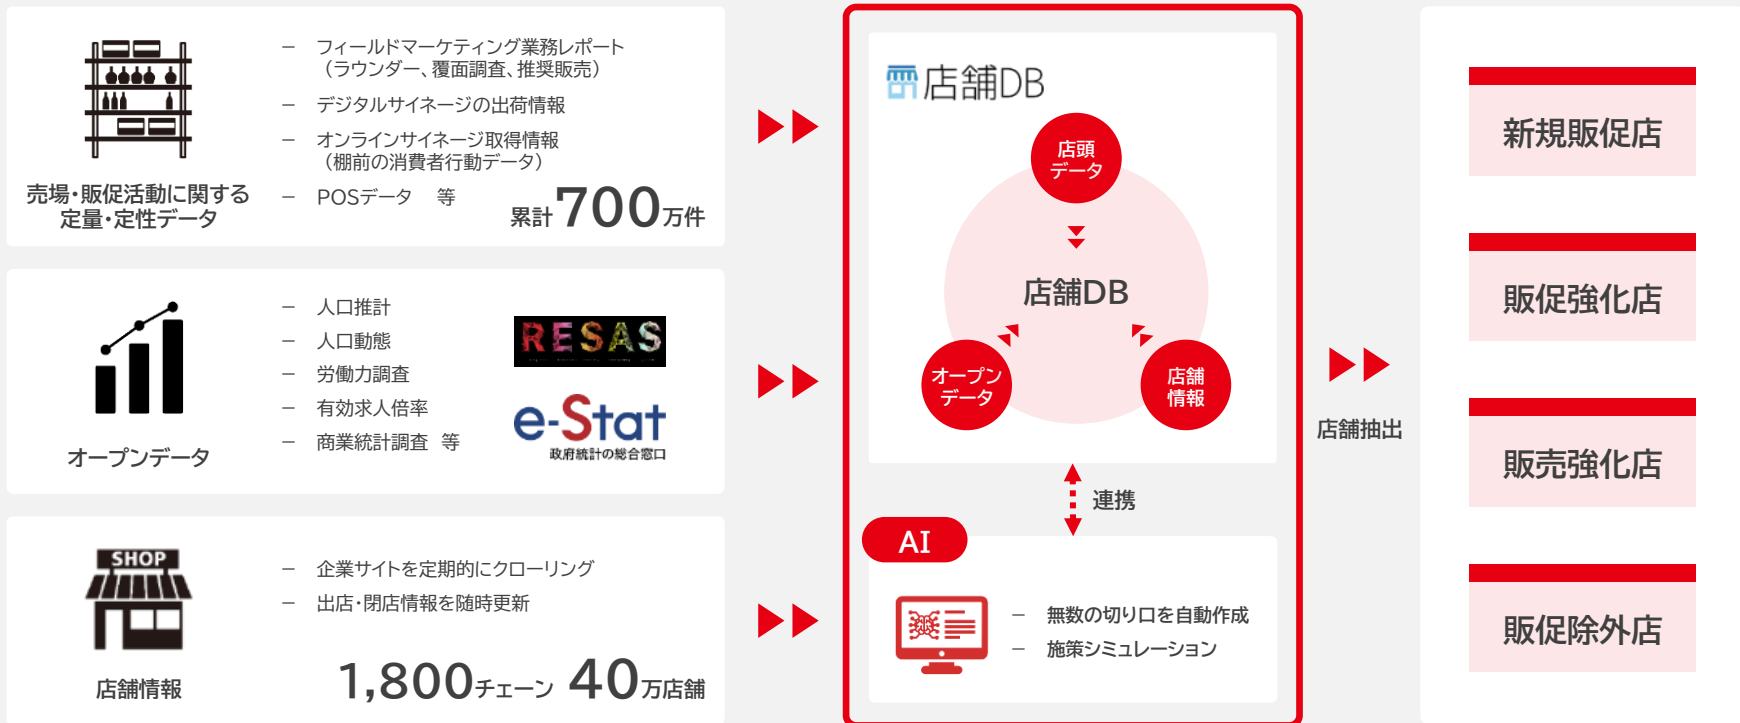 売場・販促活動に関する
定量・定性データ
− フィールドマーケティング業務レポート
（ラウンダー、覆面調査、推奨販売）
− デジタルサイネージの出荷情報
− オンラインサイネージ取得情報
（棚前の消費者行動データ）
− POSデータ 等
累計700万件
オープンデータ
− 人口推計
− 人口動態
− 労働力調査
− 有効求人倍率
− 商業統計調査 等
RESAS
e-Stat
政府統計の総合窓口
SHOP
店舗情報
− 企業サイトを定期的にクローリング
− 出店・閉店情報を随時更新
1,800チェーン 40万店舗
店舗DB
店頭
データ
店舗DB
オープン
データ
店舗
情報
連携
AI
− 無数の切り口を自動作成
− 施策シミュレーション
店舗抽出
新規販促店
販促強化店
販売強化店
販促除外店